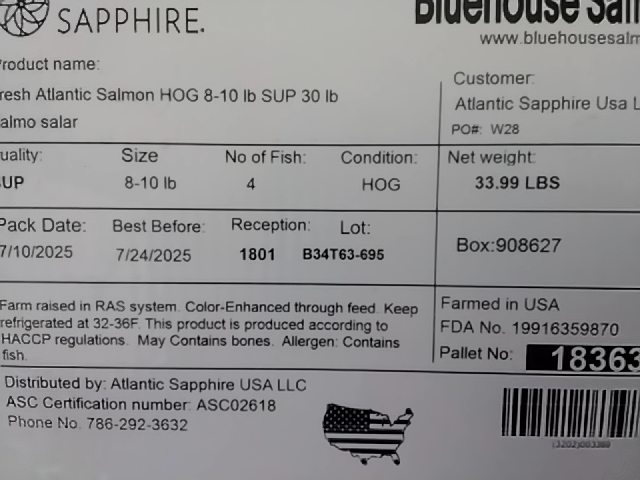 SAPPHIRE.
Bluehouse Salm
www.bluehousesalm
roduct name:
resh Atlantic Salmon HOG 8-10 lb SUP 30 lb
almo salar
Customer:
Atlantic Sapphire Usa L
PO#: W28
uality:
Size
No of Fish:
Condition:
Net weight:
SUP
8-10 lb
4
HOG
33.99 LBS
Pack Date:
Best Before:
Reception:
Lot:
7/10/2025
7/24/2025
1801
B34T63-695
Box:908627
Farm raised in RAS system. Color-Enhanced through feed. Keep
refrigerated at 32-36F. This product is produced according to
HACCP regulations. May Contains bones. Allergen: Contains
fish.
Farmed in USA
FDA No. 19916359870
Pallet No:
18363
Distributed by: Atlantic Sapphire USA LLC
ASC Certification number: ASC02618
Phone No. 786-292-3632